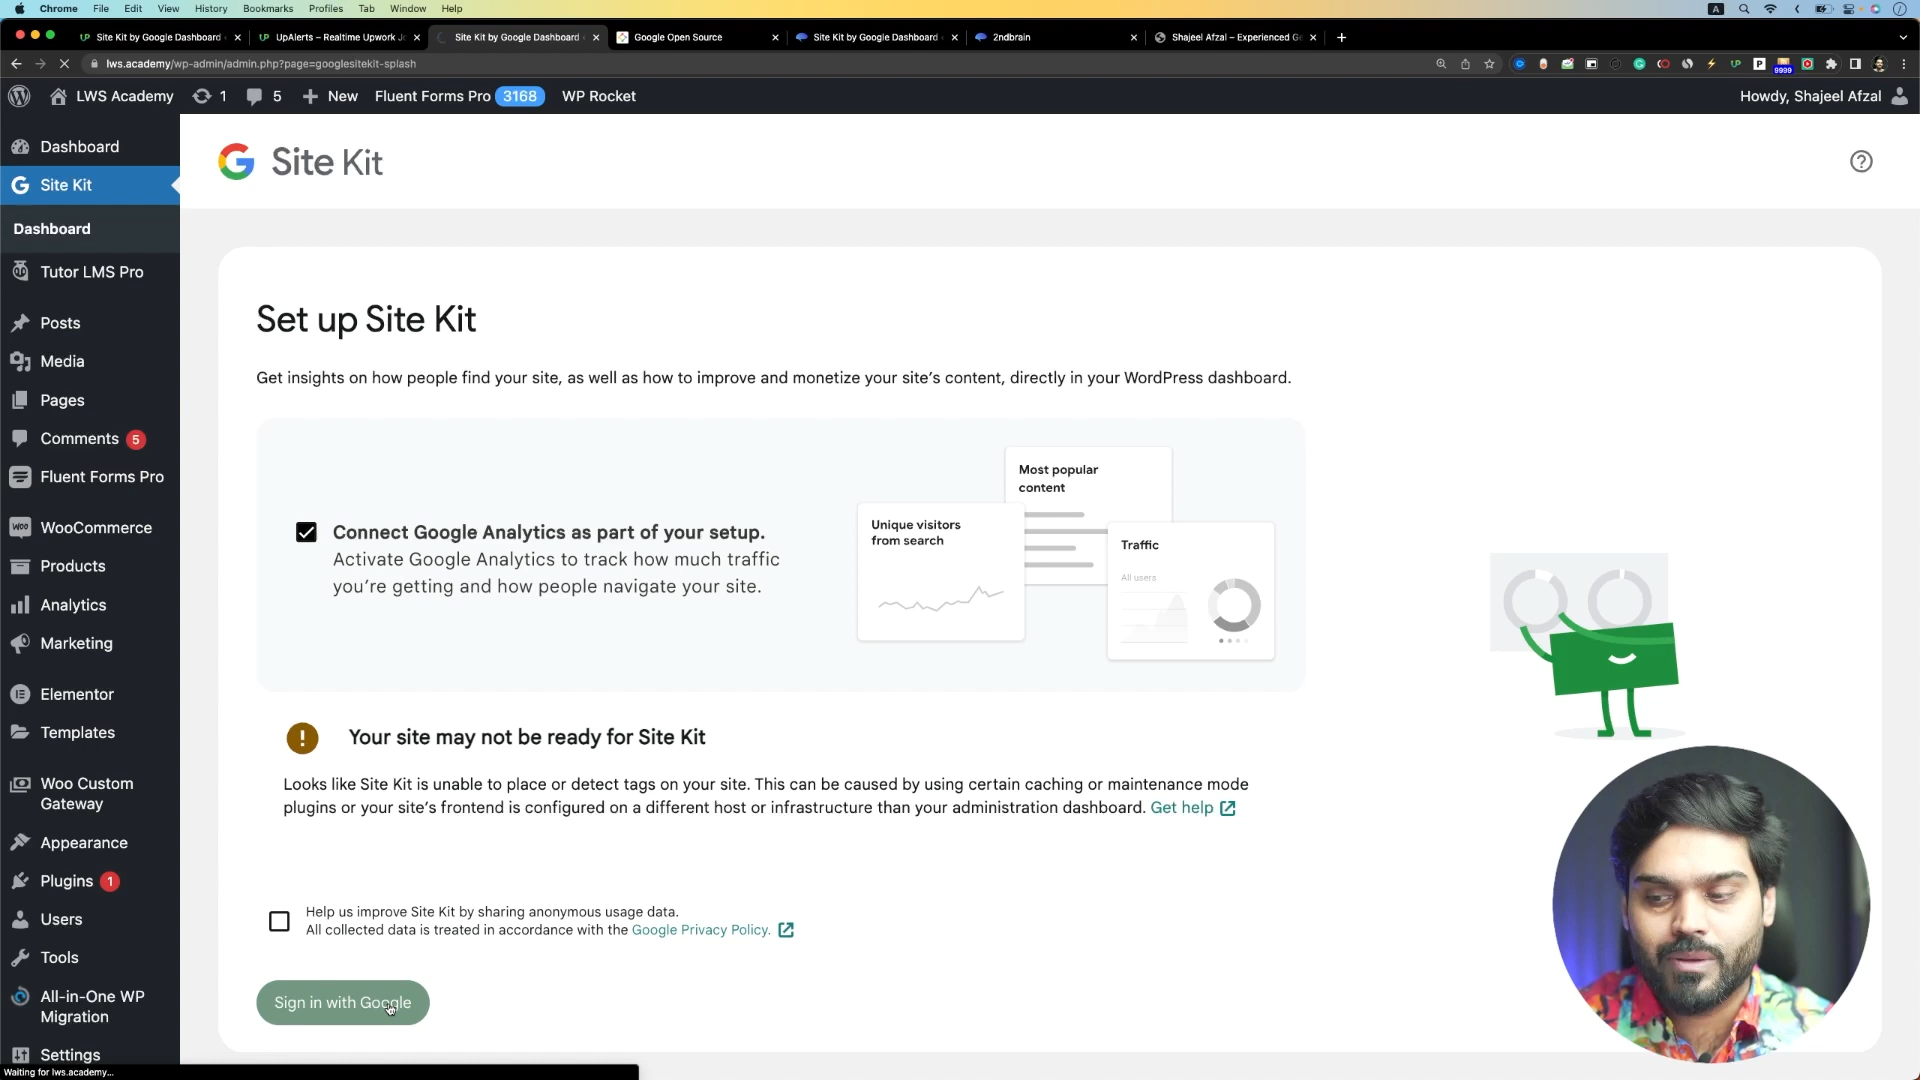 Chrome File Edit View History Bookmarks Profiles Tab Window Help
Site Kit by Google Dashboard
UpAlerts – Realtime Upwork Jo
Site Kit by Google Dashboard
Google Open Source
Site Kit by Google Dashboard
2ndbrain
Shajeel Afzal – Experienced Ge
lws.academy/wp-admin/admin.php?page=googlesitekit-splash
9999
LWS Academy 1 5 New Fluent Forms Pro 3168 WP Rocket
Howdy, Shajeel Afzal
Dashboard
Site Kit
Dashboard
Tutor LMS Pro
Posts
Media
Pages
Comments 5
Fluent Forms Pro
WooCommerce
Products
Analytics
Marketing
Elementor
Templates
Woo Custom
Gateway
Appearance
Plugins 1
Users
Tools
All-in-One WP
Migration
Settings
Waiting for lws.academy...
Site Kit
Set up Site Kit
Get insights on how people find your site, as well as how to improve and monetize your site's content, directly in your WordPress dashboard.
Connect Google Analytics as part of your setup.
Activate Google Analytics to track how much traffic
you're getting and how people navigate your site.
Most popular
content
Unique visitors
from search
Traffic
All users
Your site may not be ready for Site Kit
Looks like Site Kit is unable to place or detect tags on your site. This can be caused by using certain caching or maintenance mode
plugins or your site's frontend is configured on a different host or infrastructure than your administration dashboard. Get help
Help us improve Site Kit by sharing anonymous usage data.
All collected data is treated in accordance with the Google Privacy Policy.
Sign in with Google